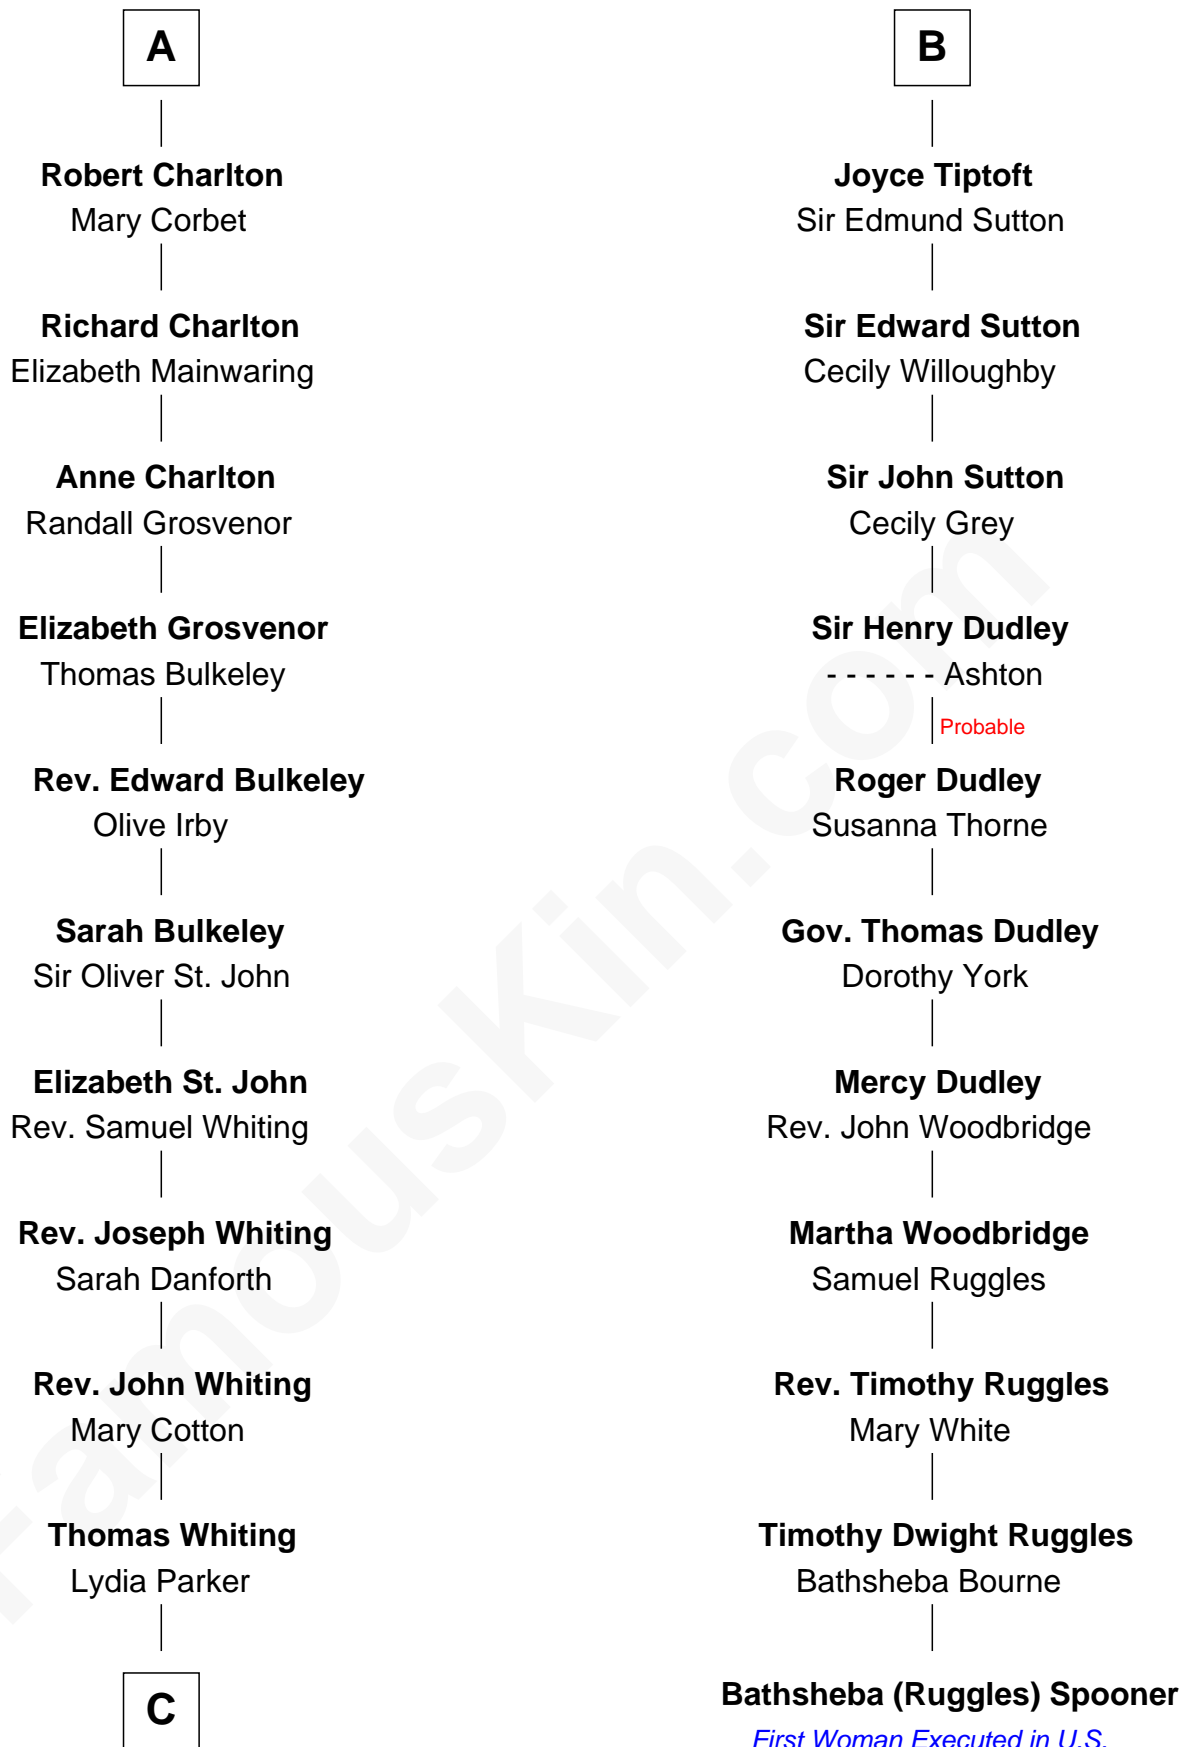 A
Robert Charlton
Mary Corbet
Richard Charlton
Elizabeth Mainwaring
Anne Charlton
Randall Grosvenor
Elizabeth Grosvenor
Thomas Bulkeley
Rev. Edward Bulkeley
Olive Irby
Sarah Bulkeley
Sir Oliver St. John
Elizabeth St. John
Rev. Samuel Whiting
Rev. Joseph Whiting
Sarah Danforth
Rev. John Whiting
Mary Cotton
Thomas Whiting
Lydia Parker
C
B
Joyce Tiptoft
Sir Edmund Sutton
Sir Edward Sutton
Cecily Willoughby
Sir John Sutton
Cecily Grey
Sir Henry Dudley
- - - - - - Ashton
Probable
Roger Dudley
Susanna Thorne
Gov. Thomas Dudley
Dorothy York
Mercy Dudley
Rev. John Woodbridge
Martha Woodbridge
Samuel Ruggles
Rev. Timothy Ruggles
Mary White
Timothy Dwight Ruggles
Bathsheba Bourne
Bathsheba (Ruggles) Spooner
First Woman Executed in U.S.
FamousKin.com